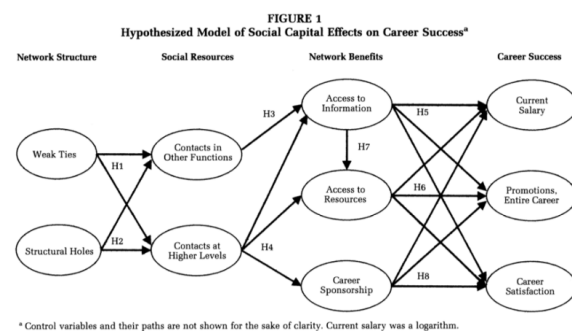 FIGURE 1
Hypothesized Model of Social Capital Effects on Career Successᵃ
Network Structure Social Resources Network Benefits Career Success
Access to
Information
Current
Salary
H3
H5
H7
Weak Ties
Contacts in
Other Functions
H1
Access to
Resources
H6
Promotions,
Entire Career
Structural Holes
H2
Contacts at
Higher Levels
H4
Career
Sponsorship
H8
Career
Satisfaction
ᵃ Control variables and their paths are not shown for the sake of clarity. Current salary was a logarithm.